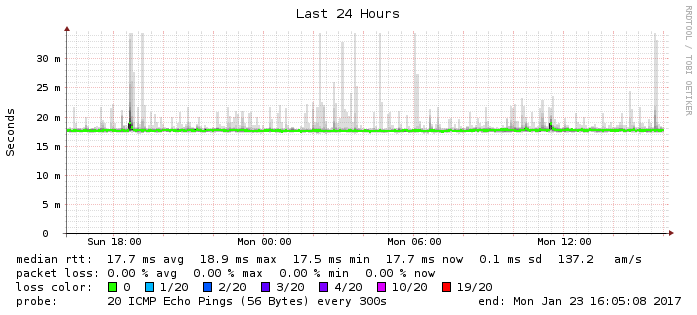 Last 24 Hours
RRDTOOL / TOBI OETIKER
Seconds
30 m
25 m
20 m
15 m
10 m
5 m
0
Sun 18:00 Mon 00:00 Mon 06:00 Mon 12:00
median rtt: 17.7 ms avg 18.9 ms max 17.5 ms min 17.7 ms now 0.1 ms sd 137.2 am/s
packet loss: 0.00 % avg 0.00 % max 0.00 % min 0.00 % now
loss color: 0 1/20 2/20 3/20 4/20 10/20 19/20
probe: 20 ICMP Echo Pings (56 Bytes) every 300s end: Mon Jan 23 16:05:08 2017